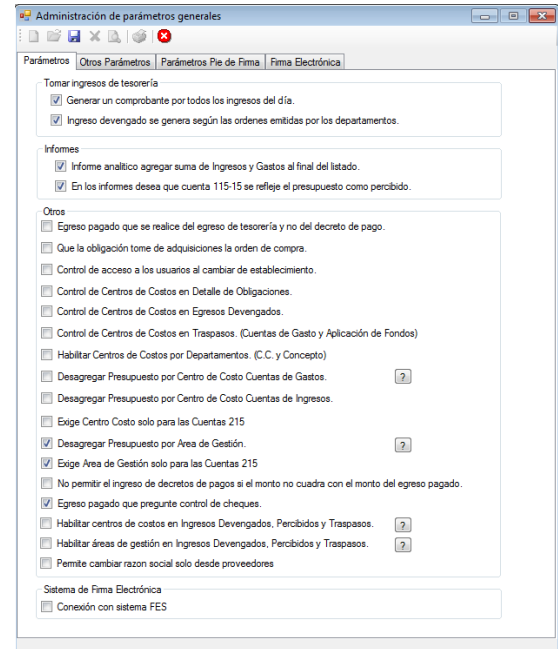 Administración de parámetros generales
Parámetros Otros Parámetros Parámetros Pie de Firma Firma Electrónica
Tomar ingresos de tesorería
Generar un comprobante por todos los ingresos del día.
Ingreso devengado se genera según las ordenes emitidas por los departamentos.
Informes
Informe analitico agregar suma de Ingresos y Gastos al final del listado.
En los informes desea que cuenta 115-15 se refleje el presupuesto como percibido.
Otros
Egreso pagado que se realice del egreso de tesorería y no del decreto de pago.
Que la obligación tome de adquisiciones la orden de compra.
Control de acceso a los usuarios al cambiar de establecimiento.
Control de Centros de Costos en Detalle de Obligaciones.
Control de Centros de Costos en Egresos Devengados.
Control de Centros de Costos en Traspasos. (Cuentas de Gasto y Aplicación de Fondos)
Habilitar Centros de Costos por Departamentos. (C.C. y Concepto)
Desagregar Presupuesto por Centro de Costo Cuentas de Gastos. ?
Desagregar Presupuesto por Centro de Costo Cuentas de Ingresos.
Exige Centro Costo solo para las Cuentas 215
Desagregar Presupuesto por Area de Gestión. ?
Exige Area de Gestión solo para las Cuentas 215
No permitir el ingreso de decretos de pagos si el monto no cuadra con el monto del egreso pagado.
Egreso pagado que pregunte control de cheques.
Habilitar centros de costos en Ingresos Devengados, Percibidos y Traspasos. ?
Habilitar áreas de gestión en Ingresos Devengados, Percibidos y Traspasos. ?
Permite cambiar razon social solo desde proveedores
Sistema de Firma Electrónica
Conexión con sistema FES